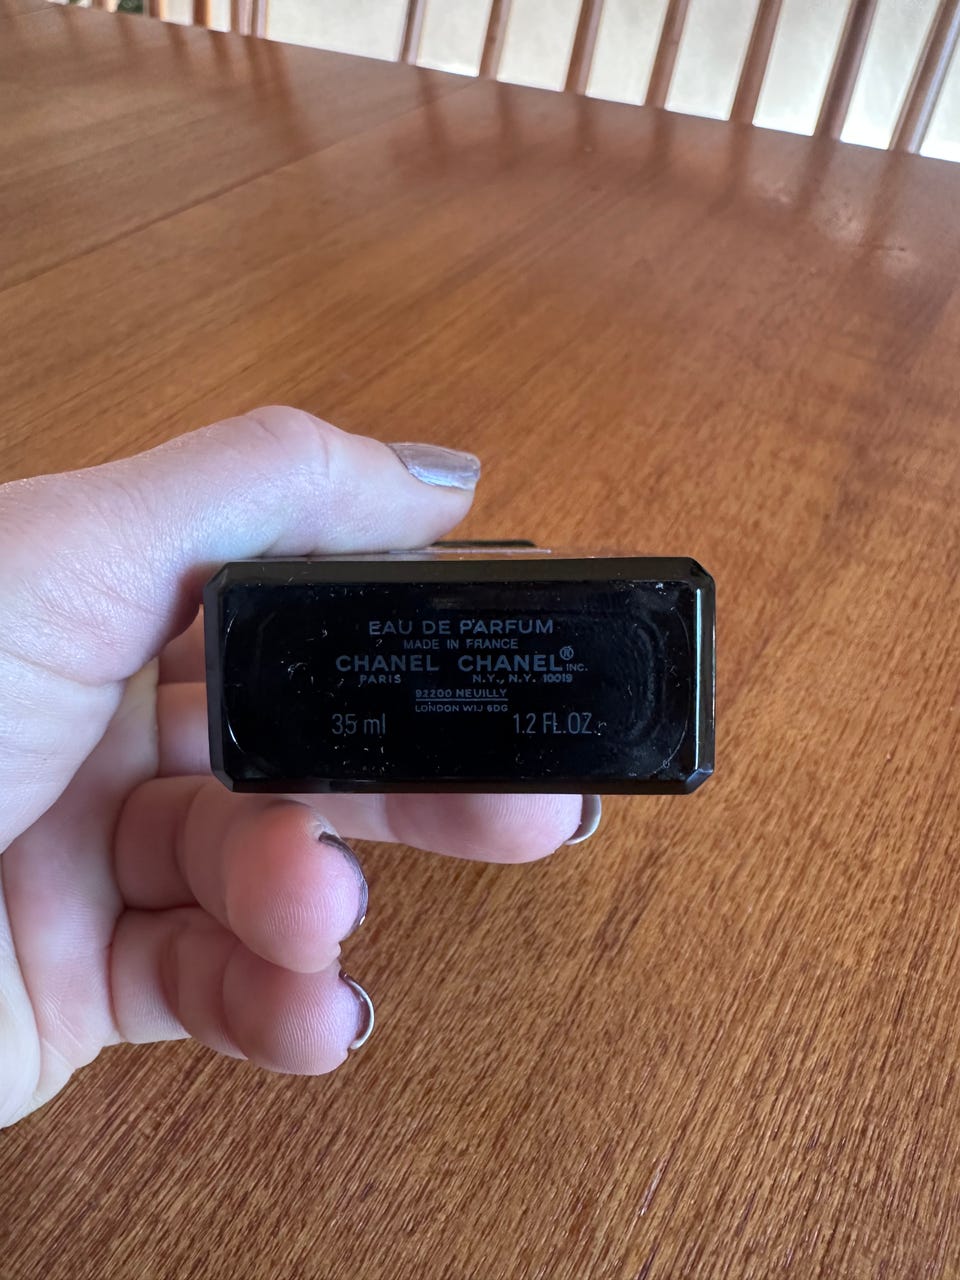 EAU DE PARFUM
MADE IN FRANCE
CHANEL CHANEL® INC.
PARIS N.Y., N.Y. 10019
92200 NEUILLY
LONDON W1J 6DG
35 ml 1.2 FL.OZ.